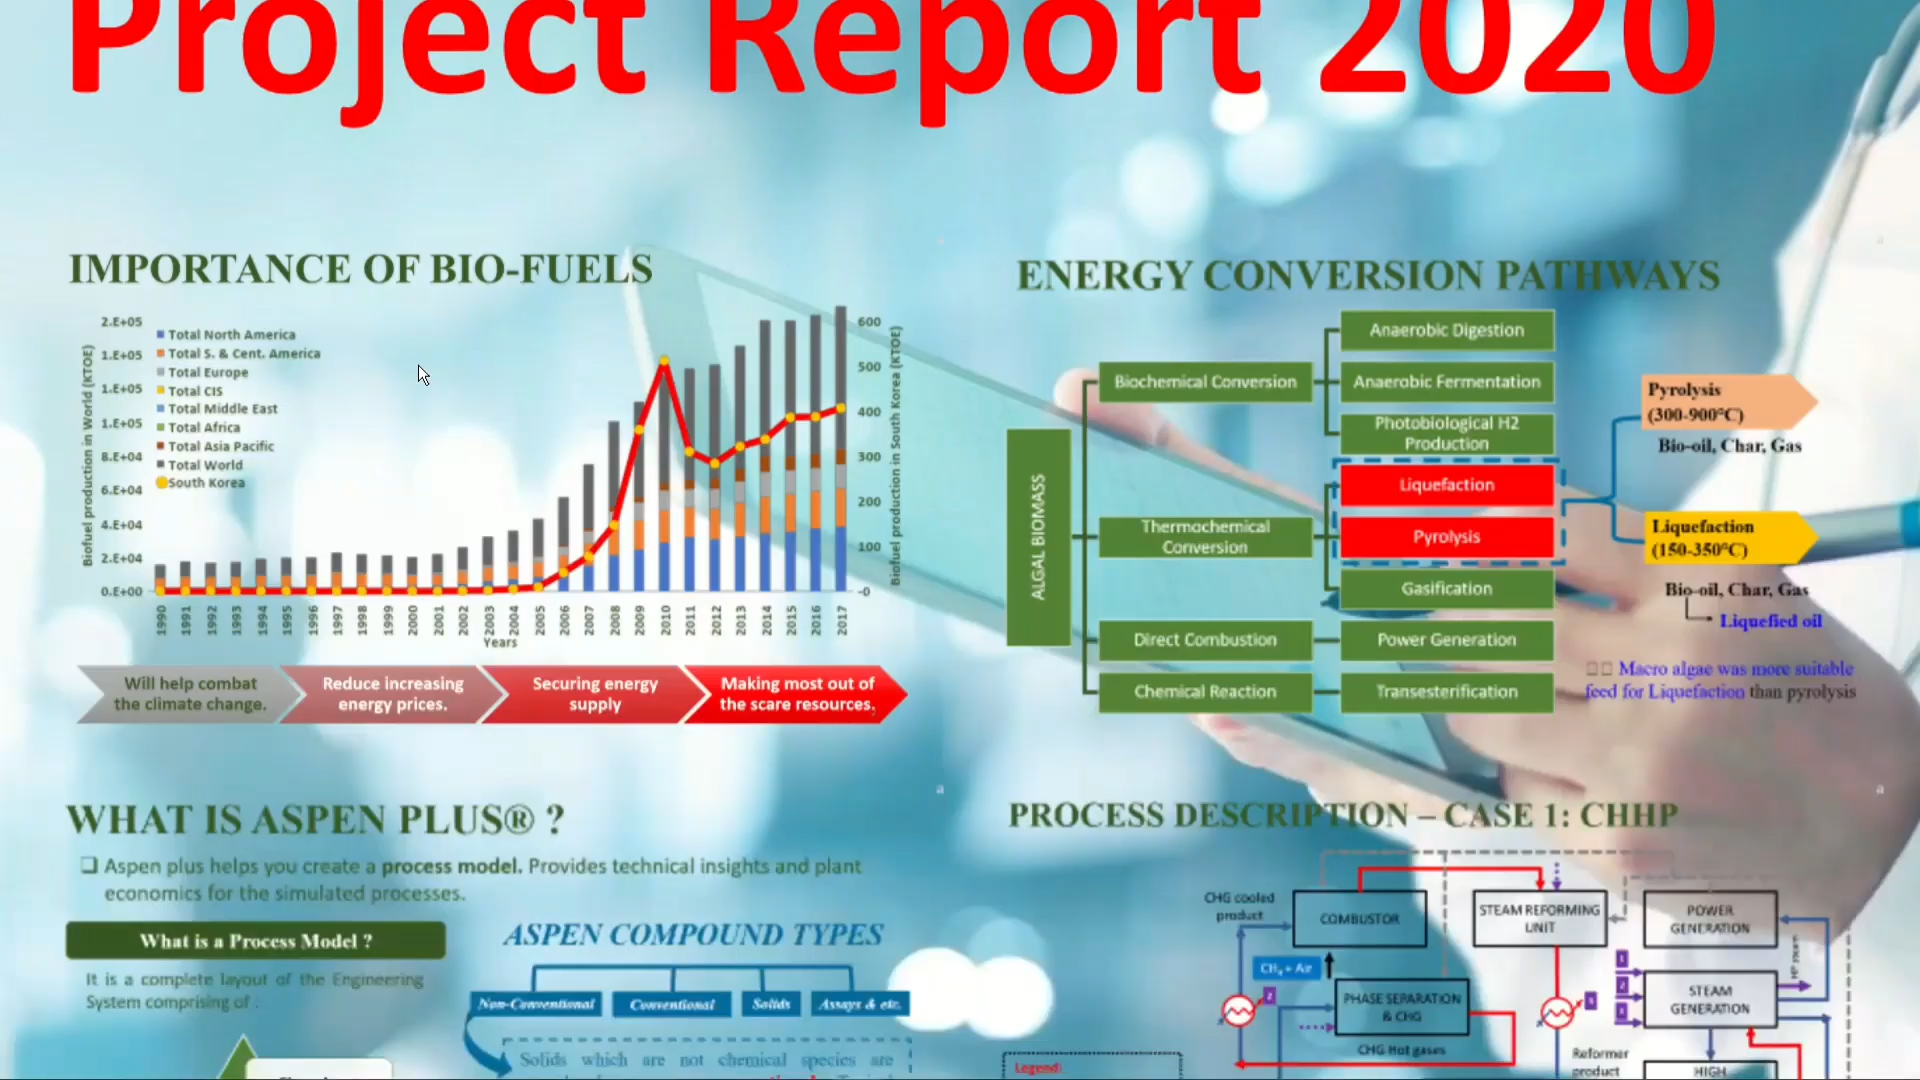 Project Report 2020
IMPORTANCE OF BIO-FUELS
2.E+05
1.E+05
1.E+05
1.E+05
8.E+04
6.E+04
4.E+04
2.E+04
0.E+00
Biofuel production in World (KTOE)
Total North America
Total S. & Cent. America
Total Europe
Total CIS
Total Middle East
Total Africa
Total Asia Pacific
Total World
South Korea
600
500
400
300
200
100
-0
Biofuel production in South Korea (KTOE)
1990 1991 1992 1993 1994 1995 1996 1997 1998 1999 2000 2001 2002 2003 2004 2005 2006 2007 2008 2009 2010 2011 2012 2013 2014 2015 2016 2017
Years
Will help combat
the climate change.
Reduce increasing
energy prices.
Securing energy
supply
Making most out of
the scare resources,
ENERGY CONVERSION PATHWAYS
ALGAL BIOMASS
Biochemical Conversion
Thermochemical
Conversion
Direct Combustion
Chemical Reaction
Anaerobic Digestion
Anaerobic Fermentation
Photobiological H2
Production
Liquefaction
Pyrolysis
Gasification
Power Generation
Transesterification
Pyrolysis
(300-900°C)
Bio-oil, Char, Gas
Liquefaction
(150-350°C)
Bio-oil, Char, Gas
Liquefied oil
Macro algae was more suitable
feed for Liquefaction than pyrolysis
a
a
WHAT IS ASPEN PLUS® ?
Aspen plus helps you create a process model. Provides technical insights and plant
economics for the simulated processes.
What is a Process Model ?
It is a complete layout of the Engineering
System comprising of :
ASPEN COMPOUND TYPES
Non-Conventional
Conventional
Solids
Assays & etc.
Solids which are not chemical species are
PROCESS DESCRIPTION – CASE 1: CHHP
CHG cooled
product
COMBUSTOR
STEAM REFORMING
UNIT
POWER
GENERATION
CH4 + Air
2
PHASE SEPARATION
& CHG
STEAM
GENERATION
HP steam
CHG Hot gases
Reformer
product
HIGH
Legend: